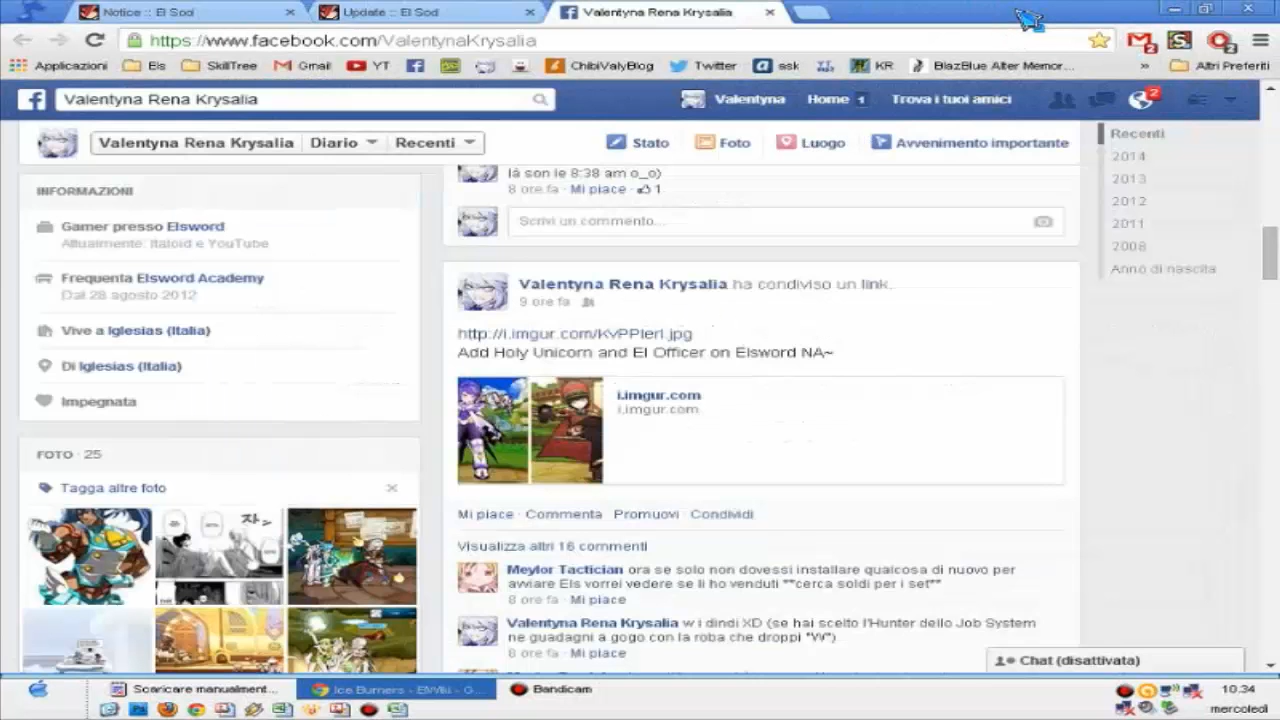 Notice :: El Sod
Update :: El Sod
Valentyna Rena Krysalia
https://www.facebook.com/ValentynaKrysalia
Applicazioni Els SkillTree Gmail YT ChibiValyBlog Twitter ask KR BlazBlue Alter Memor... » Altri Preferiti
Valentyna Rena Krysalia
Valentyna Home 1 Trova i tuoi amici 2
Valentyna Rena Krysalia Diario Recenti
Stato Foto Luogo Avvenimento importante
Recenti
2014
2013
2012
2011
2008
Anno di nascita
INFORMAZIONI
Gamer presso Elsword
Attualmente: Italoid e YouTube
Frequenta Elsword Academy
Dal 28 agosto 2012
Vive a Iglesias (Italia)
Di Iglesias (Italia)
Impegnata
FOTO · 25
Tagga altre foto
là son le 8:38 am o_o)
8 ore fa · Mi piace · 1
Scrivi un commento...
Valentyna Rena Krysalia ha condiviso un link.
9 ore fa
http://i.imgur.com/KvPPIerl.jpg
Add Holy Unicorn and El Officer on Elsword NA~
i.imgur.com
i.imgur.com
Mi piace · Commenta · Promuovi · Condividi
Visualizza altri 16 commenti
Meylor Tactician ora se solo non dovessi installare qualcosa di nuovo per
avviare Els vorrei vedere se li ho venduti **cerca soldi per i set**
8 ore fa · Mi piace
Valentyna Rena Krysalia w i dindi XD (se hai scelto l'Hunter dello Job System
ne guadagni a gogo con la roba che droppi "W")
8 ore fa · Mi piace
Chat (disattivata)
Scaricare manualment...
Ice Burners - ElWiki - G...
Bandicam
10.34
mercoledì